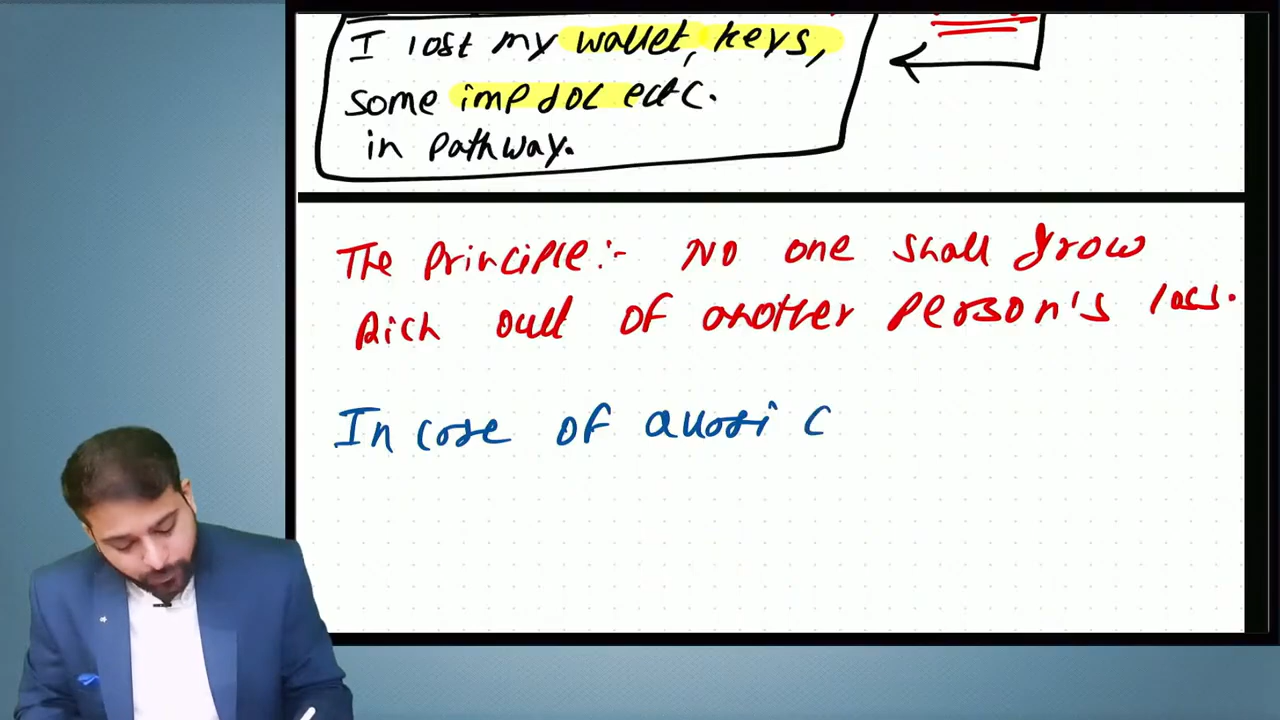 I lost my wallet, keys,
some imp doc ectc.
in pathway.
The Principle:- No one shall grow
Rich out of another person's loss.
In case of quasi C